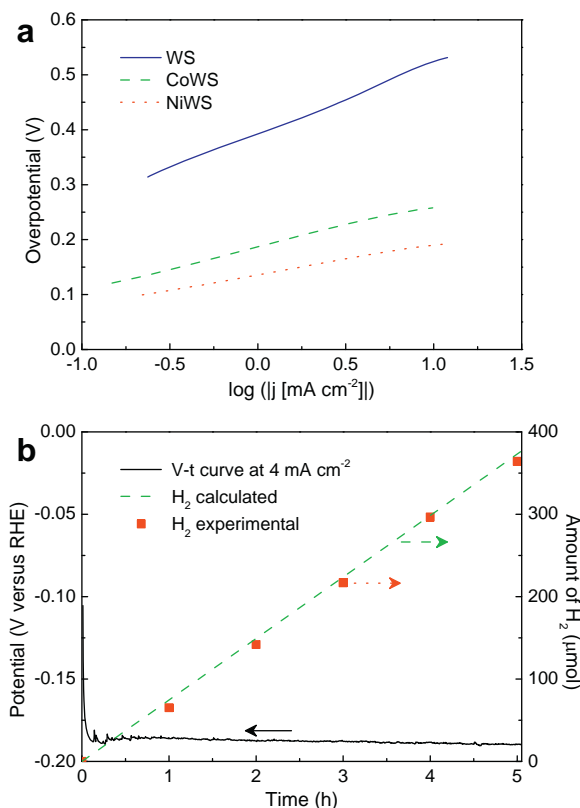 a
WS
CoWS
NiWS
Overpotential (V)
0.6
0.5
0.4
0.3
0.2
0.1
0.0
-1.0 -0.5 0.0 0.5 1.0 1.5
log (|j [mA cm⁻²]|)
b
V-t curve at 4 mA cm⁻²
H₂ calculated
H₂ experimental
Potential (V versus RHE)
0.00
-0.05
-0.10
-0.15
-0.20
400
300
200
100
0
Amount of H₂
(μmol)
0 1 2 3 4 5
Time (h)